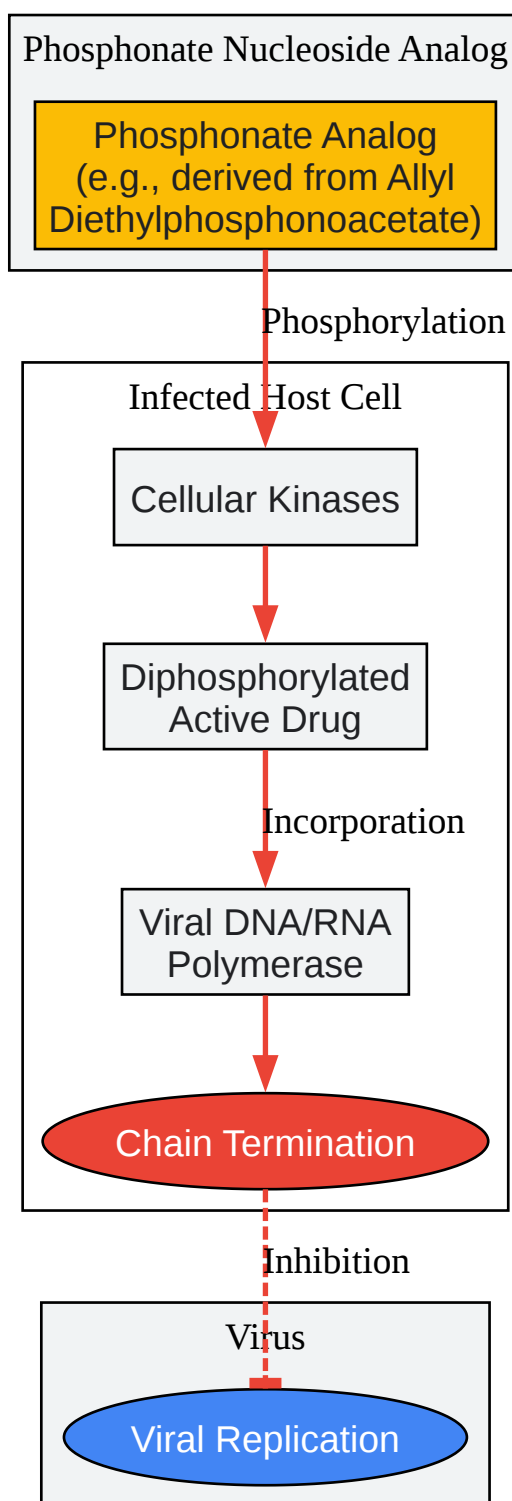 Phosphonate Nucleoside Analog
Phosphonate Analog
(e.g., derived from Allyl
Diethylphosphonoacetate)
Phosphorylation
Infected Host Cell
Cellular Kinases
Diphosphorylated
Active Drug
Incorporation
Viral DNA/RNA
Polymerase
Chain Termination
Inhibition
Virus
Viral Replication